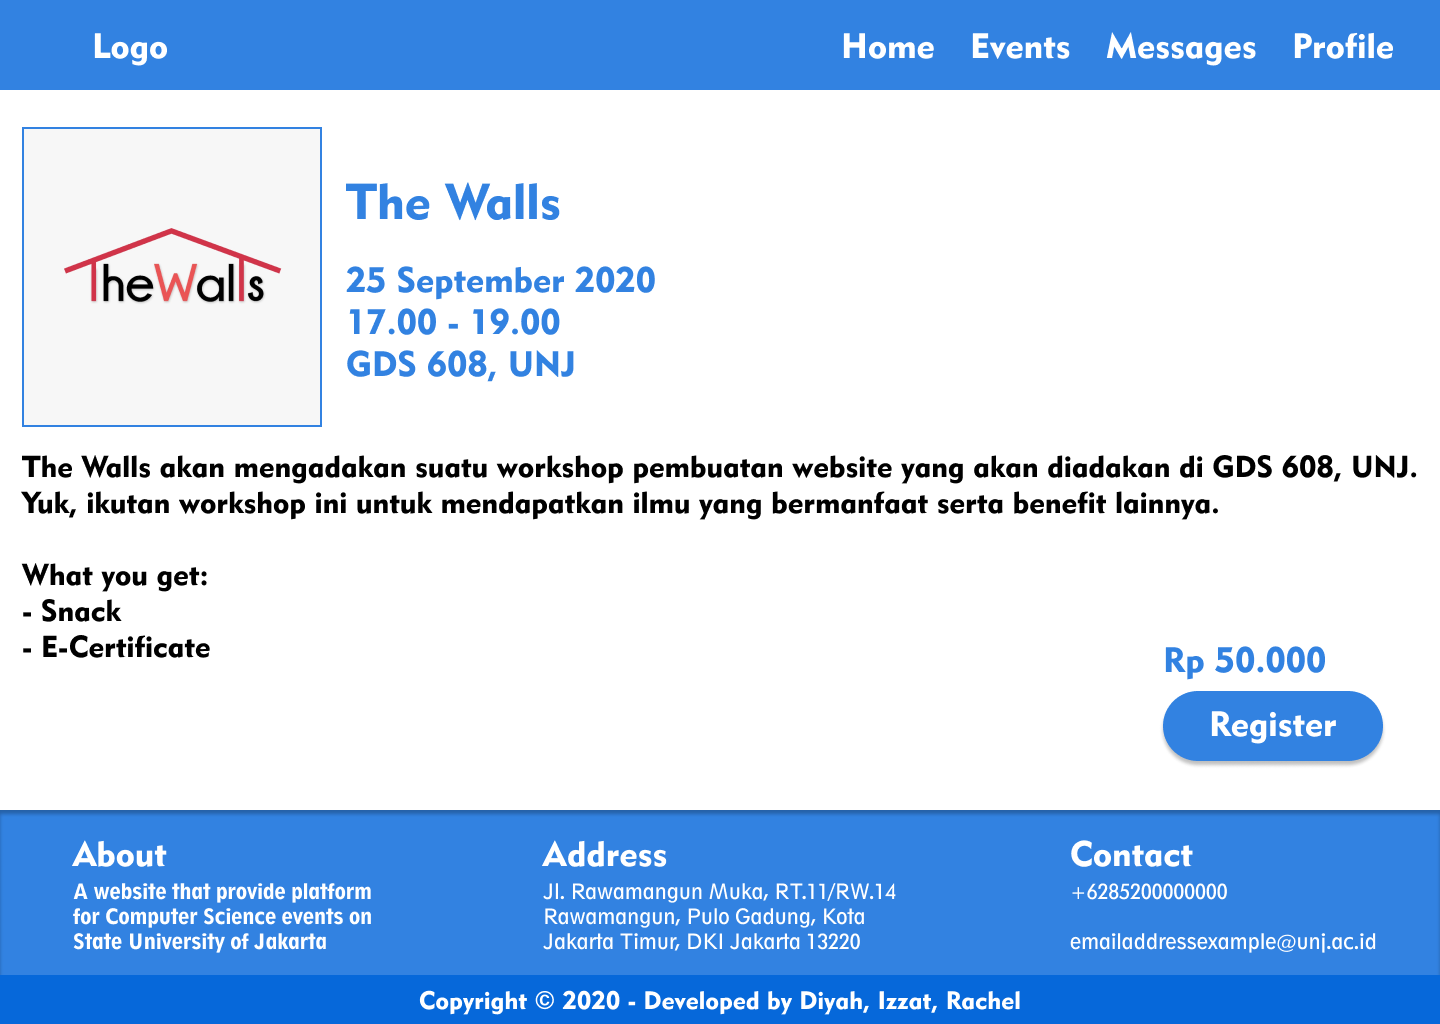 Logo
Home Events Messages Profile
TheWalls
The Walls
25 September 2020
17.00 - 19.00
GDS 608, UNJ
The Walls akan mengadakan suatu workshop pembuatan website yang akan diadakan di GDS 608, UNJ.
Yuk, ikutan workshop ini untuk mendapatkan ilmu yang bermanfaat serta benefit lainnya.
What you get:
- Snack
- E-Certificate
Rp 50.000
Register
About
A website that provide platform
for Computer Science events on
State University of Jakarta
Address
Jl. Rawamangun Muka, RT.11/RW.14
Rawamangun, Pulo Gadung, Kota
Jakarta Timur, DKI Jakarta 13220
Contact
+6285200000000
emailaddressexample@unj.ac.id
Copyright © 2020 - Developed by Diyah, Izzat, Rachel